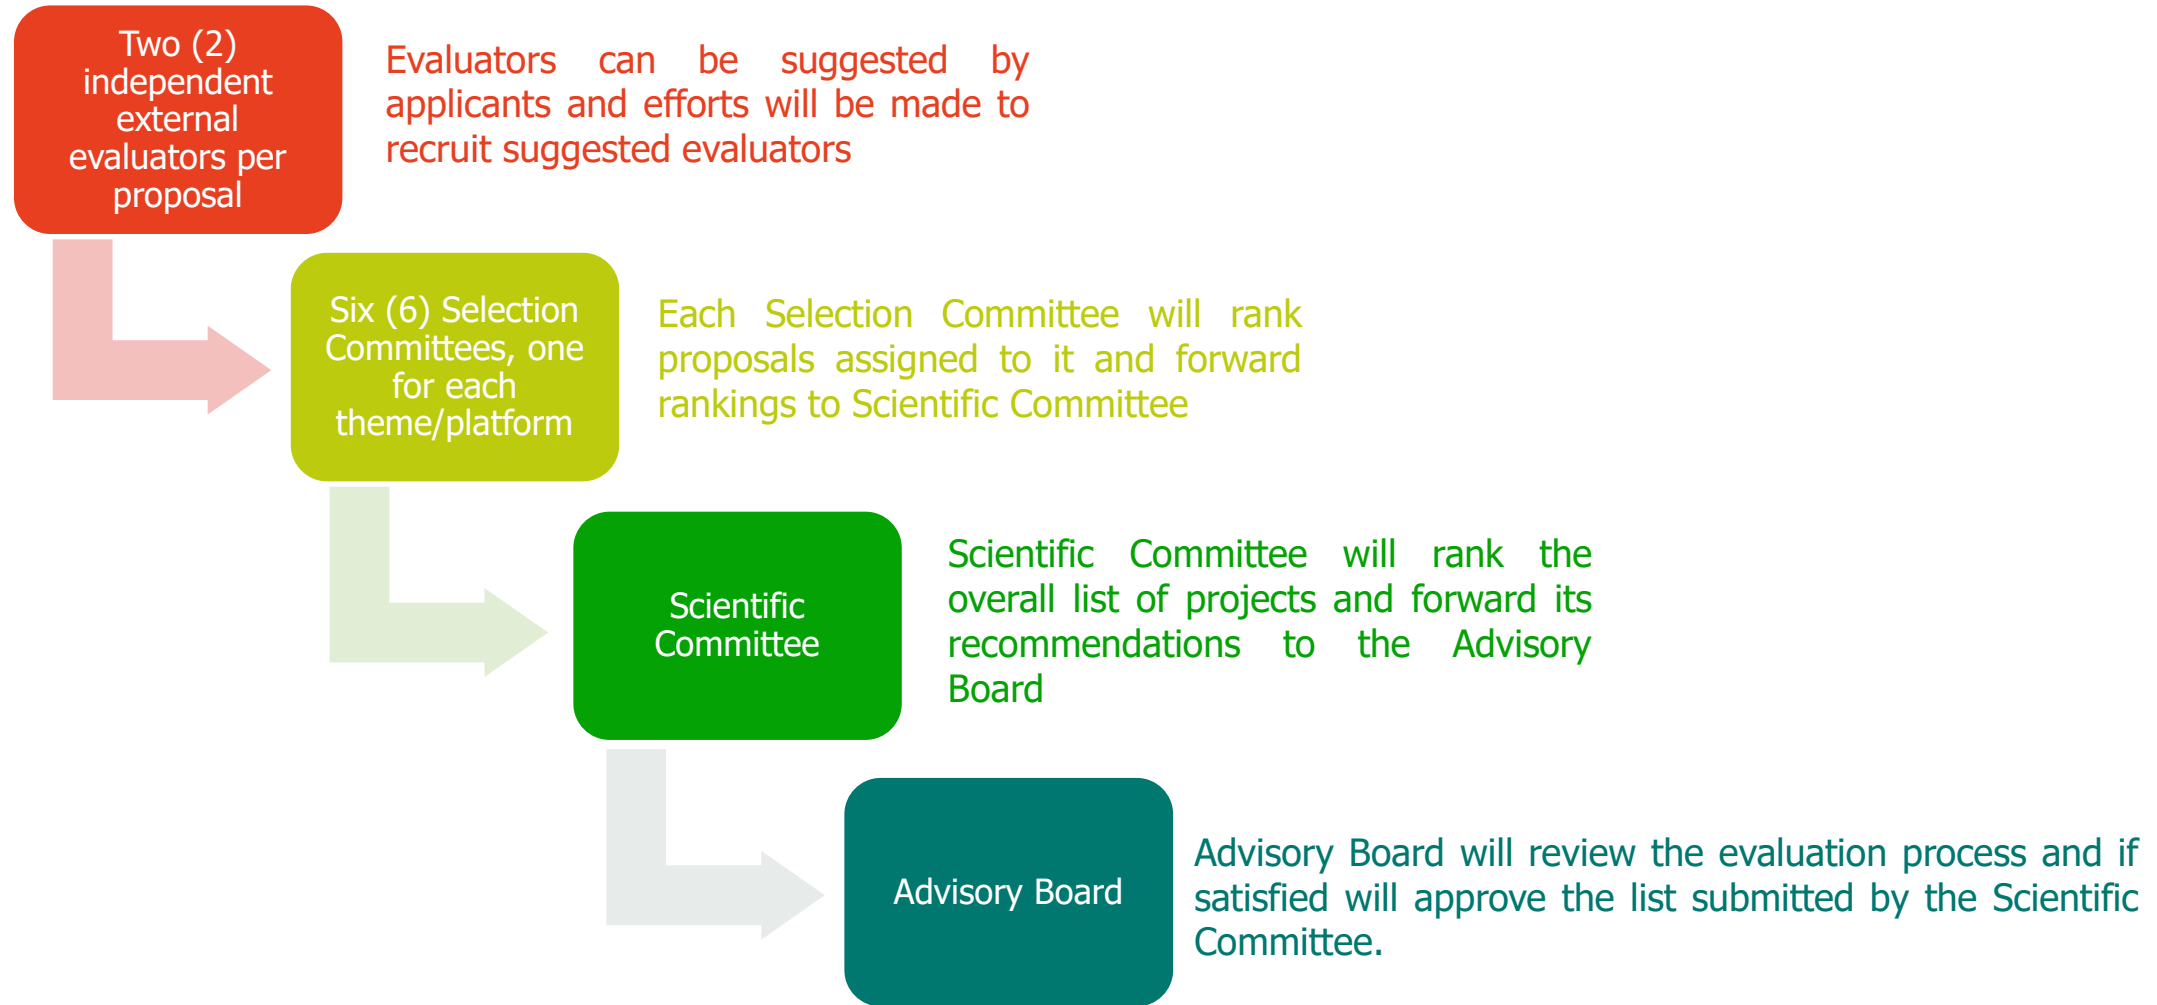 Two (2)
independent
external
evaluators per
proposal
Evaluators can be suggested by
applicants and efforts will be made to
recruit suggested evaluators
Six (6) Selection
Committees, one
for each
theme/platform
Each Selection Committee will rank
proposals assigned to it and forward
rankings to Scientific Committee
Scientific
Committee
Scientific Committee will rank the
overall list of projects and forward its
recommendations to the Advisory
Board
Advisory Board
Advisory Board will review the evaluation process and if
satisfied will approve the list submitted by the Scientific
Committee.